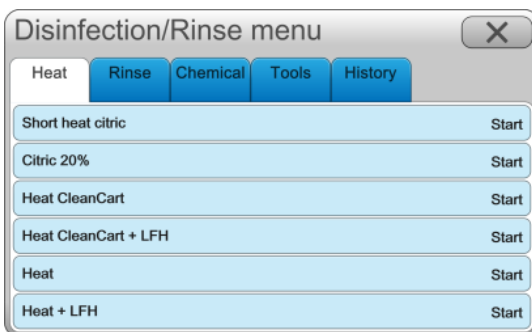 Disinfection/Rinse menu
Heat Rinse Chemical Tools History
Short heat citric Start
Citric 20% Start
Heat CleanCart Start
Heat CleanCart + LFH Start
Heat Start
Heat + LFH Start